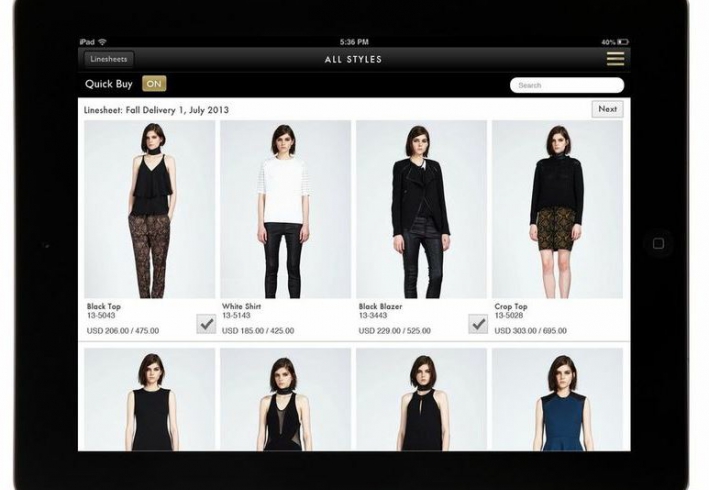 iPad 5:36 PM 40%
Linesheets ALL STYLES
Quick Buy ON Search
Linesheet: Fall Delivery 1, July 2013 Next
Black Top White Shirt Black Blazer Crop Top
13-5043 13-5143 13-3443 13-5028
USD 206.00 / 475.00 USD 185.00 / 425.00 USD 229.00 / 525.00 USD 303.00 / 695.00